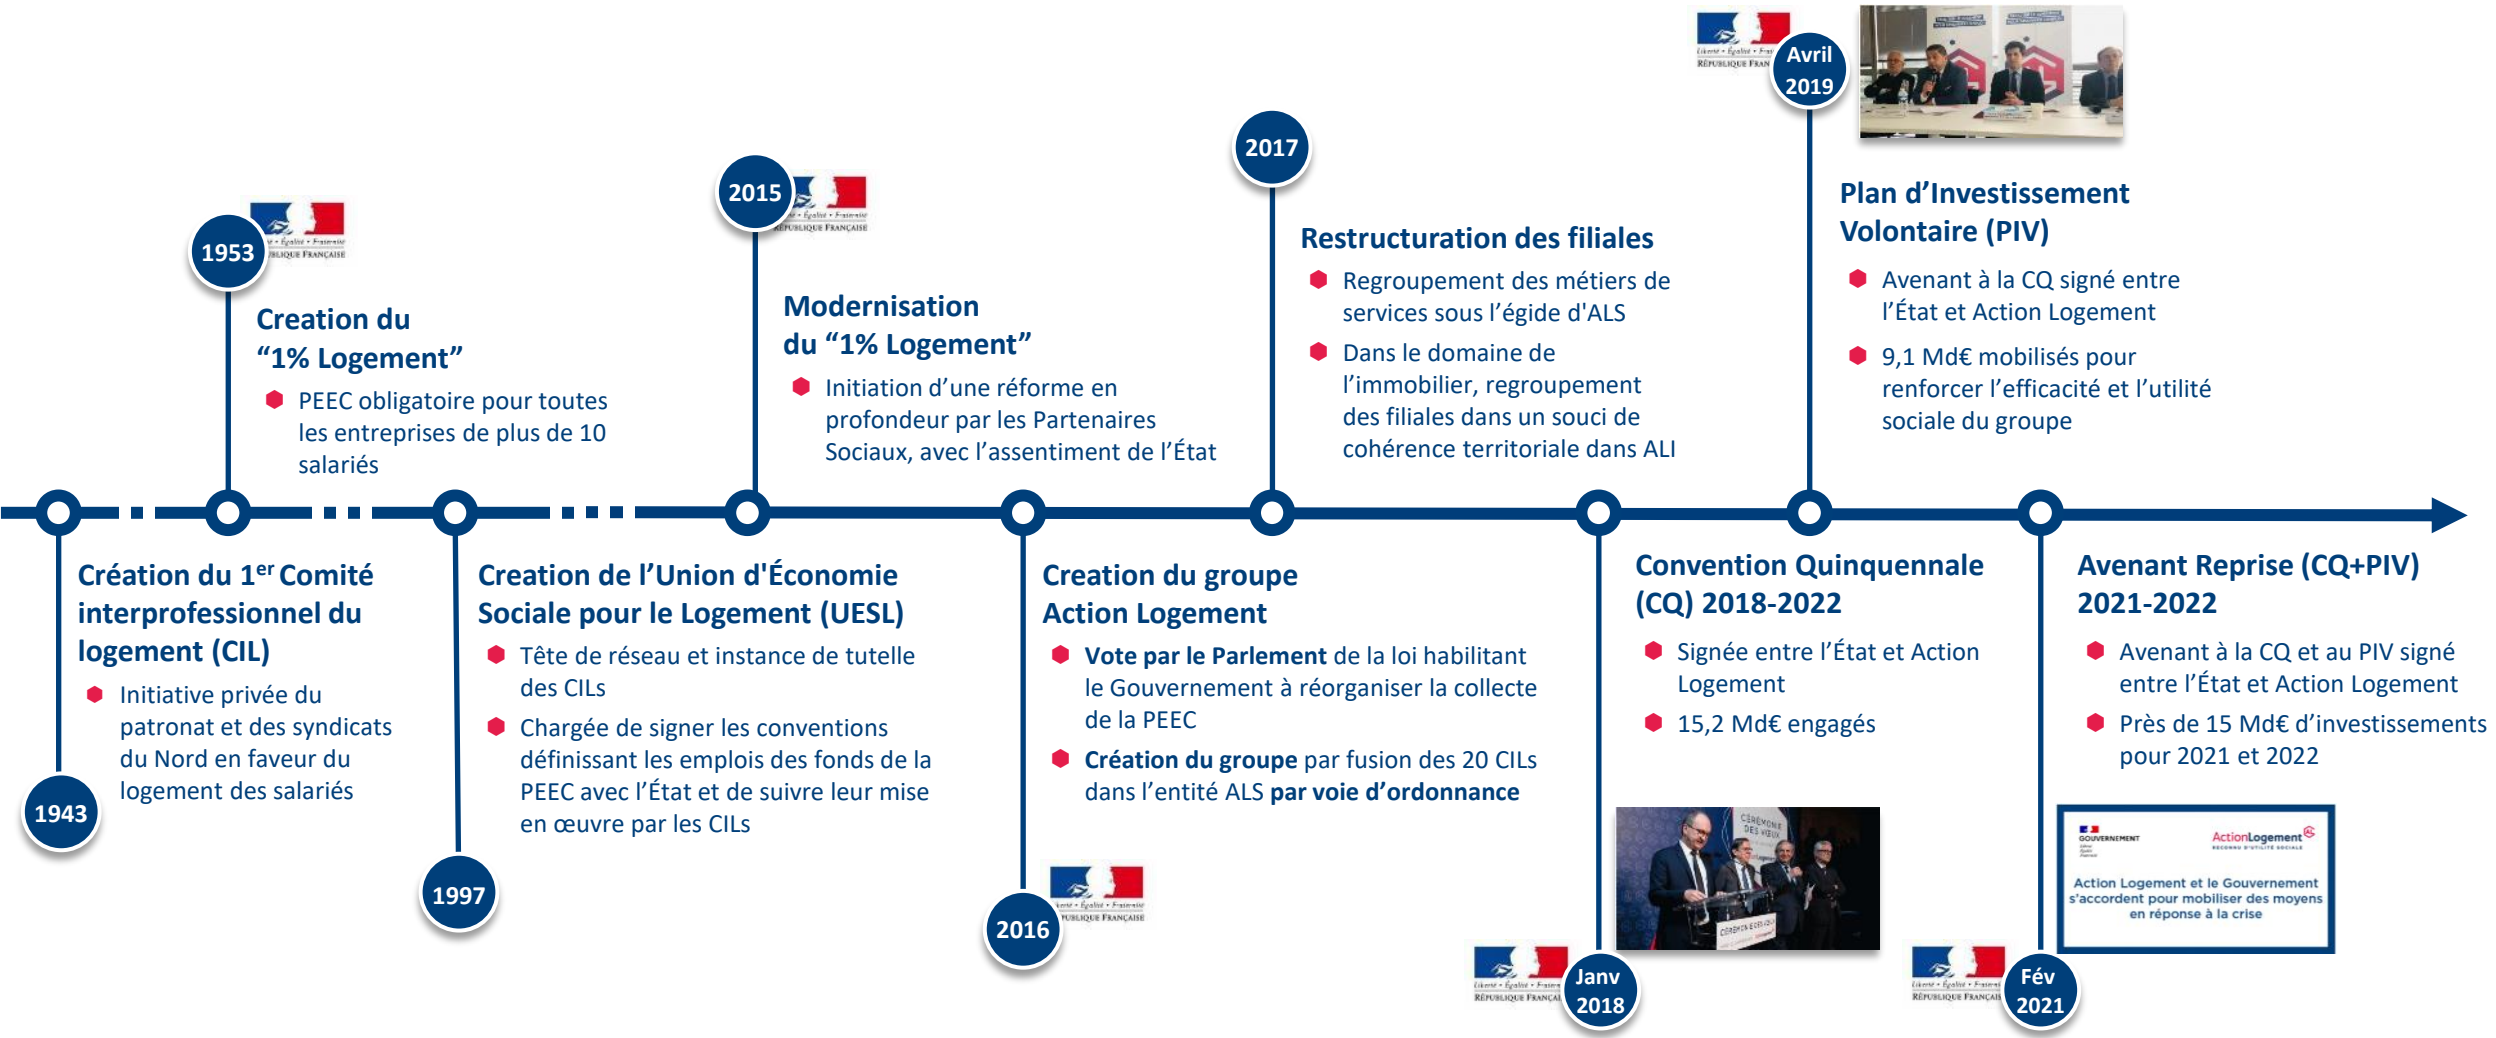 1943
Création du 1er Comité
interprofessionnel du
logement (CIL)
Initiative privée du
patronat et des syndicats
du Nord en faveur du
logement des salariés
1953
Creation du
“1% Logement”
PEEC obligatoire pour toutes
les entreprises de plus de 10
salariés
1997
Creation de l’Union d'Économie
Sociale pour le Logement (UESL)
Tête de réseau et instance de tutelle
des CILs
Chargée de signer les conventions
définissant les emplois des fonds de la
PEEC avec l’État et de suivre leur mise
en œuvre par les CILs
2015
RÉPUBLIQUE FRANÇAISE
Modernisation
du “1% Logement”
Initiation d’une réforme en
profondeur par les Partenaires
Sociaux, avec l’assentiment de l’État
2016
Creation du groupe
Action Logement
Vote par le Parlement de la loi habilitant
le Gouvernement à réorganiser la collecte
de la PEEC
Création du groupe par fusion des 20 CILs
dans l’entité ALS par voie d’ordonnance
2017
Restructuration des filiales
Regroupement des métiers de
services sous l’égide d'ALS
Dans le domaine de
l’immobilier, regroupement
des filiales dans un souci de
cohérence territoriale dans ALI
Janv
2018
Convention Quinquennale
(CQ) 2018-2022
Signée entre l’État et Action
Logement
15,2 Md€ engagés
CÉRÉMONIE
DES VŒUX
CÉRÉMONIE DES VŒUX
Avril
2019
Plan d’Investissement
Volontaire (PIV)
Avenant à la CQ signé entre
l’État et Action Logement
9,1 Md€ mobilisés pour
renforcer l’efficacité et l’utilité
sociale du groupe
Fév
2021
Avenant Reprise (CQ+PIV)
2021-2022
Avenant à la CQ et au PIV signé
entre l’État et Action Logement
Près de 15 Md€ d’investissements
pour 2021 et 2022
GOUVERNEMENT
ActionLogement
RECONNU D'UTILITÉ SOCIALE
Action Logement et le Gouvernement
s'accordent pour mobiliser des moyens
en réponse à la crise